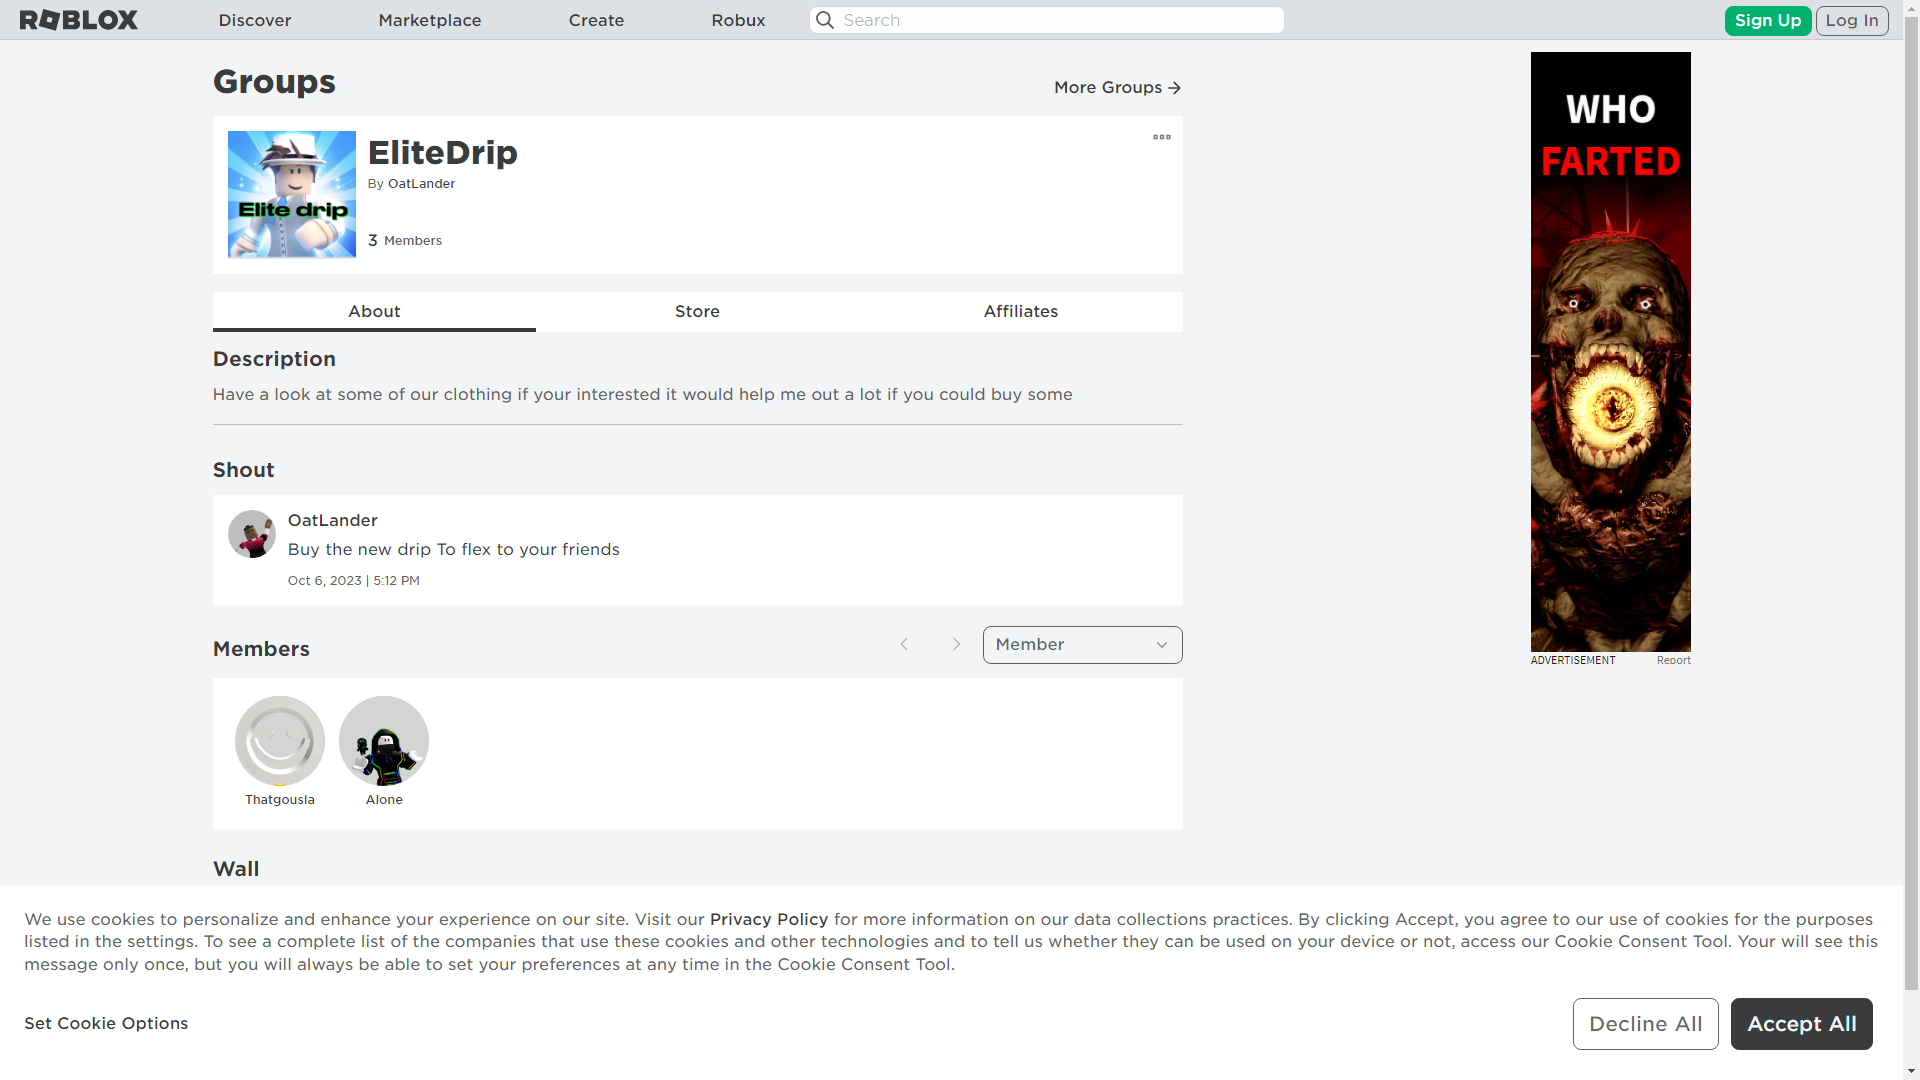 ROBLOX
Discover
Marketplace
Create
Robux
Search
Sign Up
Log In
Groups
More Groups
Elite drip
EliteDrip
By OatLander
3 Members
About
Store
Affiliates
Description
Have a look at some of our clothing if your interested it would help me out a lot if you could buy some
Shout
OatLander
Buy the new drip To flex to your friends
Oct 6, 2023 | 5:12 PM
Members
Member
Thatgousla
Alone
Wall
WHO
FARTED
ADVERTISEMENT
Report
We use cookies to personalize and enhance your experience on our site. Visit our Privacy Policy for more information on our data collections practices. By clicking Accept, you agree to our use of cookies for the purposes
listed in the settings. To see a complete list of the companies that use these cookies and other technologies and to tell us whether they can be used on your device or not, access our Cookie Consent Tool. Your will see this
message only once, but you will always be able to set your preferences at any time in the Cookie Consent Tool.
Set Cookie Options
Decline All
Accept All